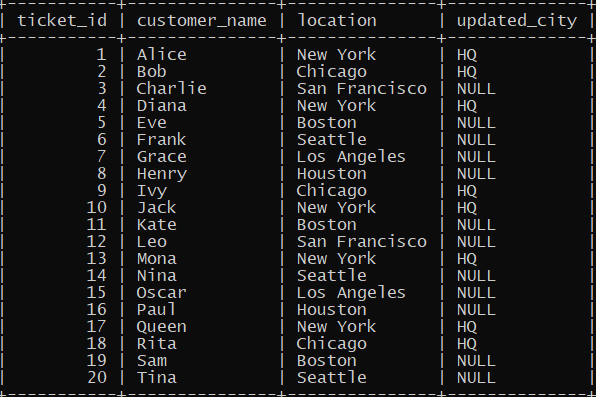 +-----------+---------------+---------------+--------------+
| ticket_id | customer_name | location      | updated_city |
+-----------+---------------+---------------+--------------+
|         1 | Alice         | New York      | HQ           |
|         2 | Bob           | Chicago       | HQ           |
|         3 | Charlie       | San Francisco | NULL         |
|         4 | Diana         | New York      | HQ           |
|         5 | Eve           | Boston        | NULL         |
|         6 | Frank         | Seattle       | NULL         |
|         7 | Grace         | Los Angeles   | NULL         |
|         8 | Henry         | Houston       | NULL         |
|         9 | Ivy           | Chicago       | HQ           |
|        10 | Jack          | New York      | HQ           |
|        11 | Kate          | Boston        | NULL         |
|        12 | Leo           | San Francisco | NULL         |
|        13 | Mona          | New York      | HQ           |
|        14 | Nina          | Seattle       | NULL         |
|        15 | Oscar         | Los Angeles   | NULL         |
|        16 | Paul          | Houston       | NULL         |
|        17 | Queen         | New York      | HQ           |
|        18 | Rita          | Chicago       | HQ           |
|        19 | Sam           | Boston        | NULL         |
|        20 | Tina          | Seattle       | NULL         |
+-----------+---------------+---------------+--------------+